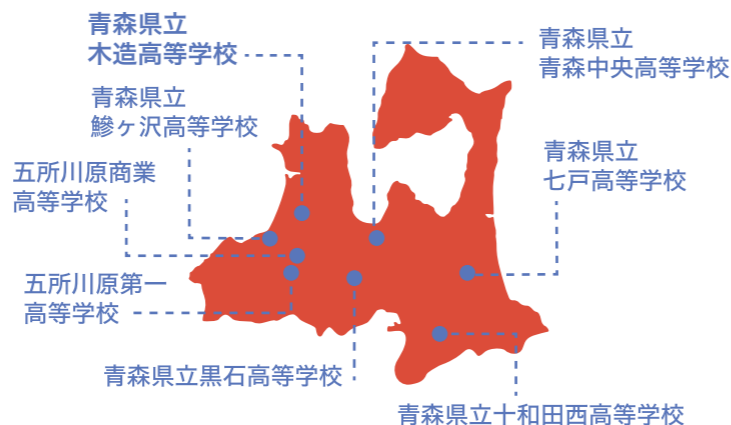 青森県立
木造高等学校
青森県立
鰺ヶ沢高等学校
五所川原商業
高等学校
五所川原第一
高等学校
青森県立黒石高等学校
青森県立
青森中央高等学校
青森県立
七戸高等学校
青森県立十和田西高等学校